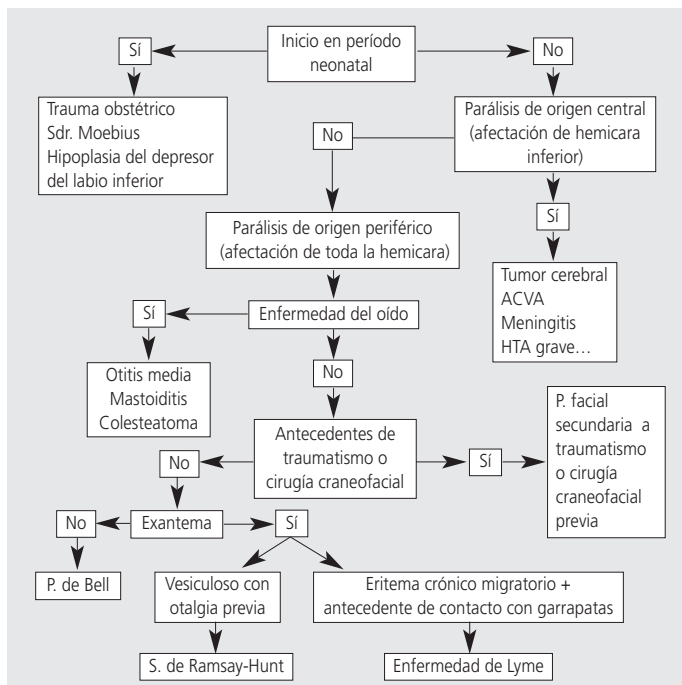 Inicio en período
neonatal
Sí
No
Trauma obstétrico
Sdr. Moebius
Hipoplasia del depresor
del labio inferior
Parálisis de origen central
(afectación de hemicara
inferior)
No
Sí
Parálisis de origen periférico
(afectación de toda la hemicara)
Tumor cerebral
ACVA
Meningitis
HTA grave…
Enfermedad del oído
Sí
No
Otitis media
Mastoiditis
Colesteatoma
Antecedentes de
traumatismo o
cirugía craneofacial
Sí
P. facial
secundaria a
traumatismo
o cirugía
craneofacial
previa
No
Exantema
No
Sí
P. de Bell
Vesiculoso con
otalgia previa
Eritema crónico migratorio +
antecedente de contacto con garrapatas
S. de Ramsay-Hunt
Enfermedad de Lyme